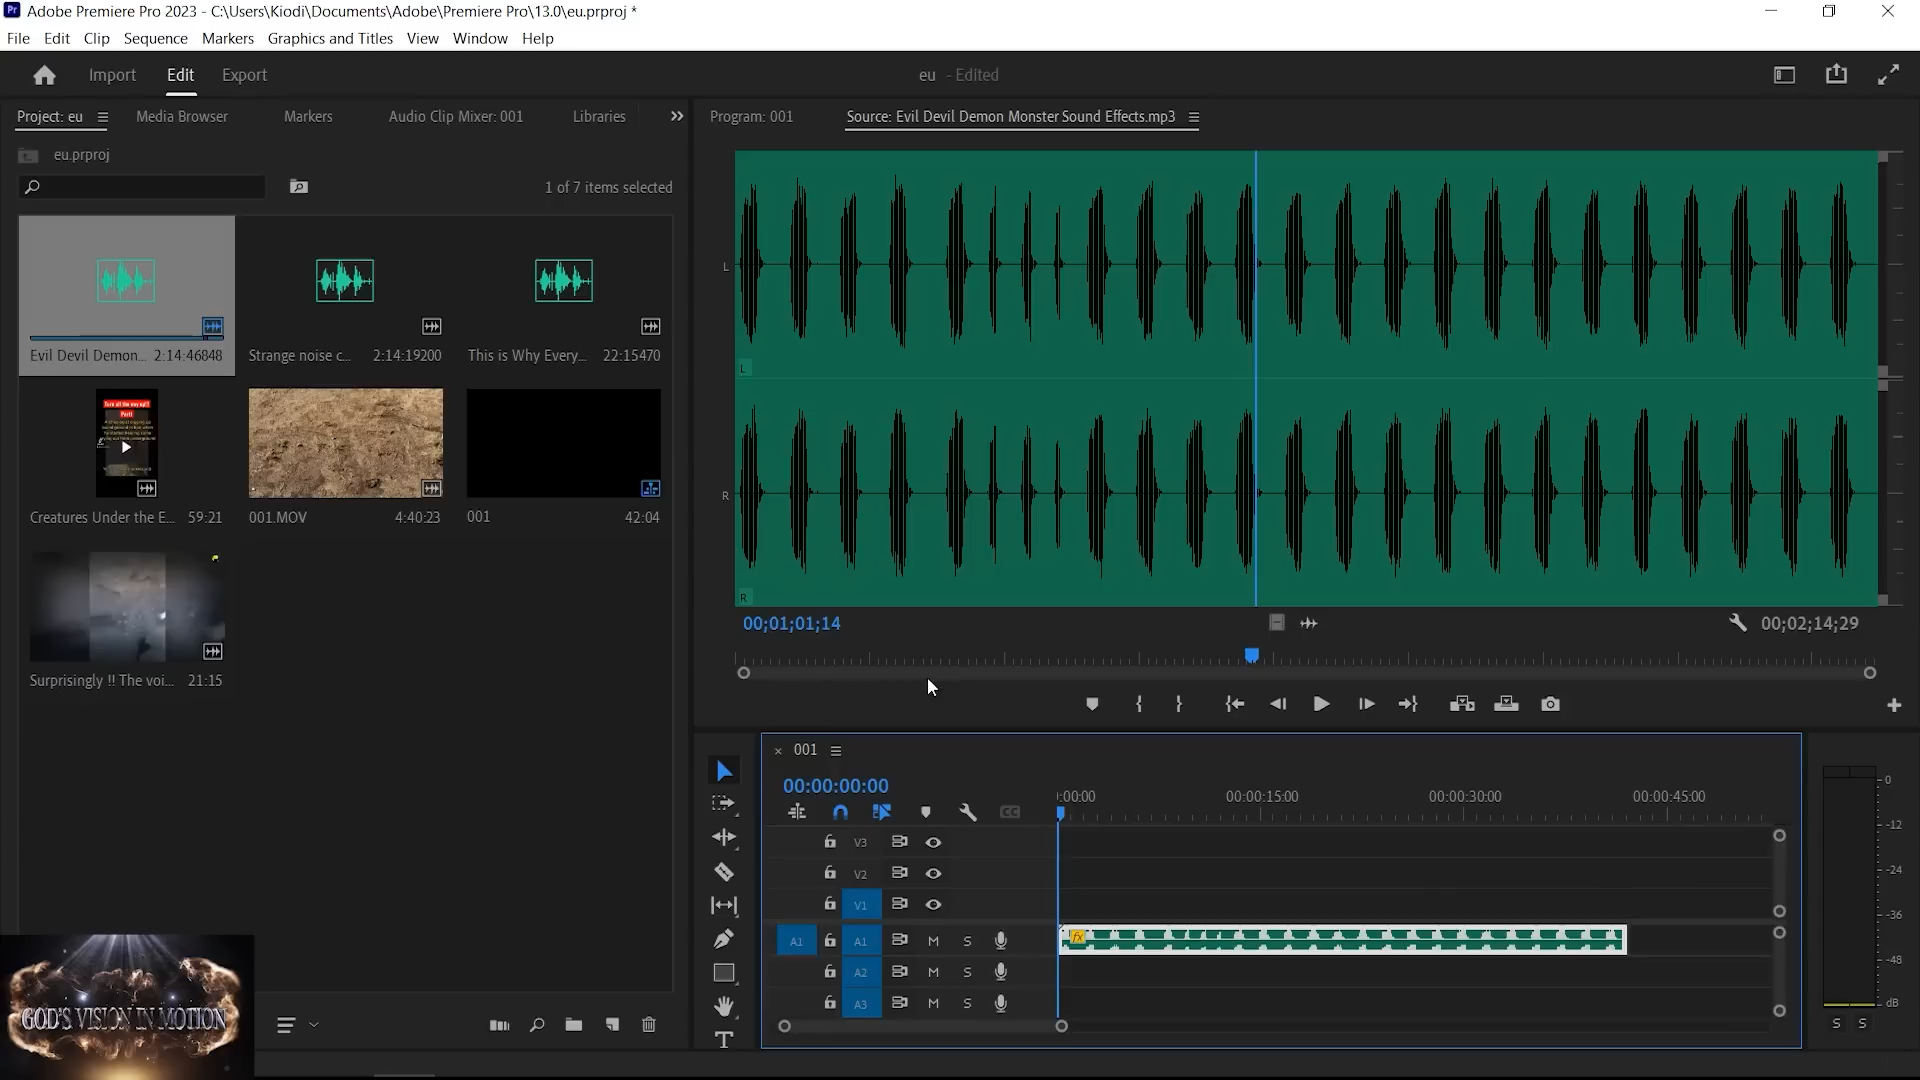 Adobe Premiere Pro 2023 - C:\Users\Kiodi\Documents\Adobe\Premiere Pro\13.0\eu.prproj *
File Edit Clip Sequence Markers Graphics and Titles View Window Help
Import Edit Export
eu - Edited
Project: eu Media Browser Markers Audio Clip Mixer: 001 Libraries
Program: 001 Source: Evil Devil Demon Monster Sound Effects.mp3
eu.prproj
1 of 7 items selected
Evil Devil Demon... 2:14:46848
Strange noise c... 2:14:19200
This is Why Every... 22:15470
Turn all the way up!!
Part1
Creatures Under the E... 59:21
001.MOV 4:40:23
001 42:04
Surprisingly !! The voi... 21:15
L
L
R
R
00;01;01;14
00;02;14;29
001
00:00:00:00
:00:00 00:00:15:00 00:00:30:00 00:00:45:00
V3
V2
V1
A1 A1 M S
fx
A2 M S
A3 M S
0
-12
-24
-36
-48
dB
S S
GOD'S VISION IN MOTION